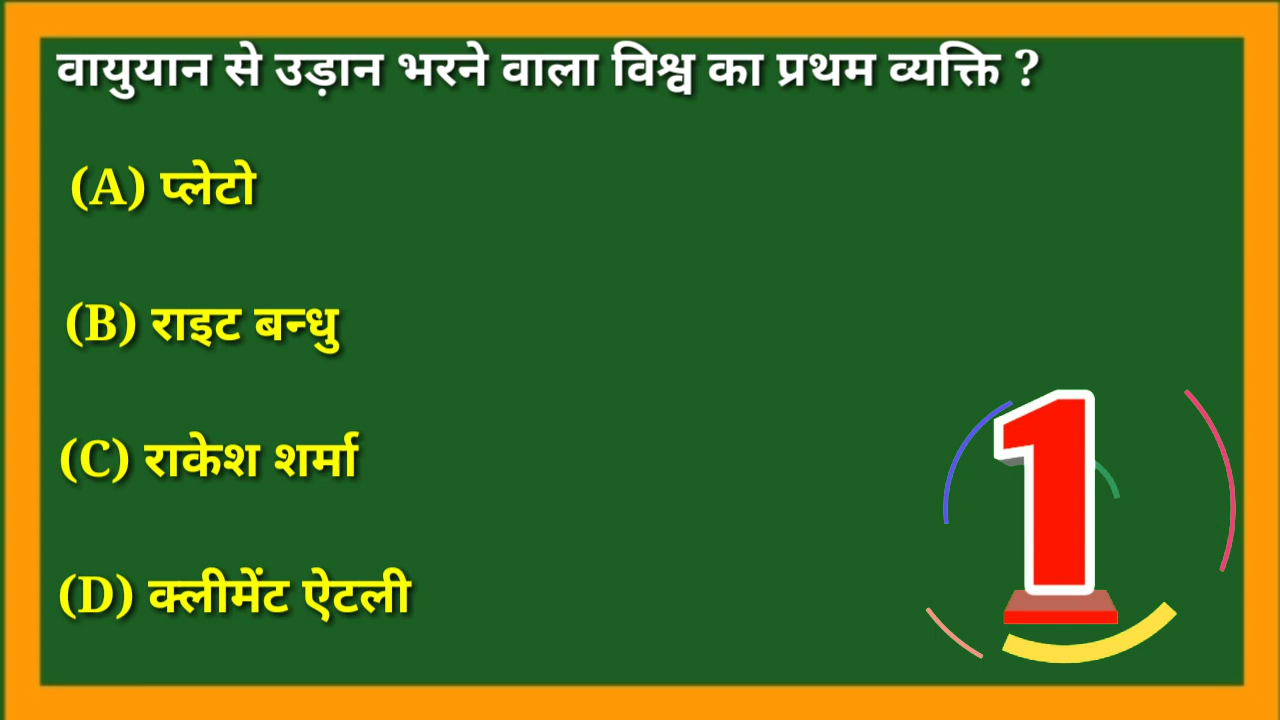 वायुयान से उड़ान भरने वाला विश्व का प्रथम व्यक्ति ?
(A) प्लेटो
(B) राइट बन्धु
(C) राकेश शर्मा
(D) क्लीमेंट ऐटली
1